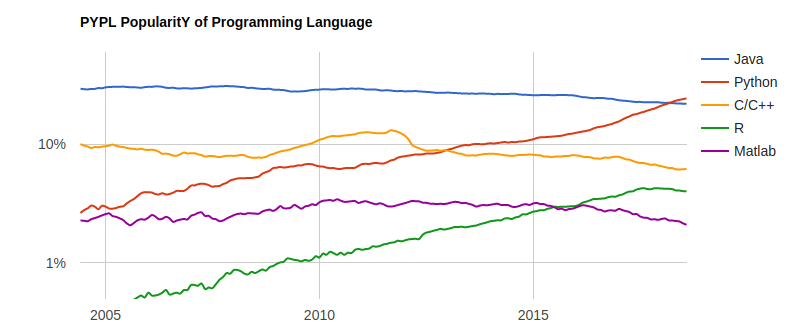 PYPL PopularitY of Programming Language
Java
Python
C/C++
R
Matlab
10%
1%
2005 2010 2015